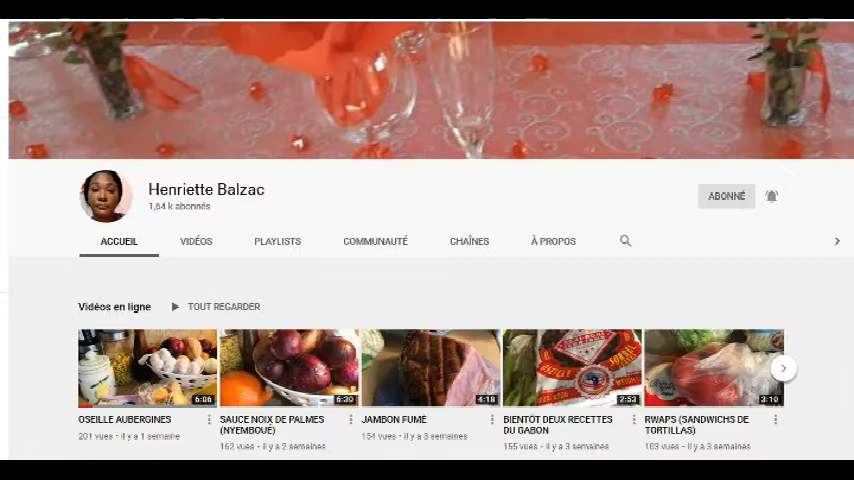 Henriette Balzac
1,64 k abonnés
ABONNÉ
ACCUEIL VIDÉOS PLAYLISTS COMMUNAUTÉ CHAÎNES À PROPOS
Vidéos en ligne TOUT REGARDER
6:06 6:30 4:18 2:53 3:10
OSEILLE AUBERGINES
201 vues • il y a 1 semaine
SAUCE NOIX DE PALMES
(NYEMBOUÉ)
162 vues • il y a 2 semaines
JAMBON FUMÉ
154 vues • il y a 3 semaines
BIENTÔT DEUX RECETTES
DU GABON
155 vues • il y a 3 semaines
RWAPS (SANDWICHS DE
TORTILLAS)
103 vues • il y a 3 semaines